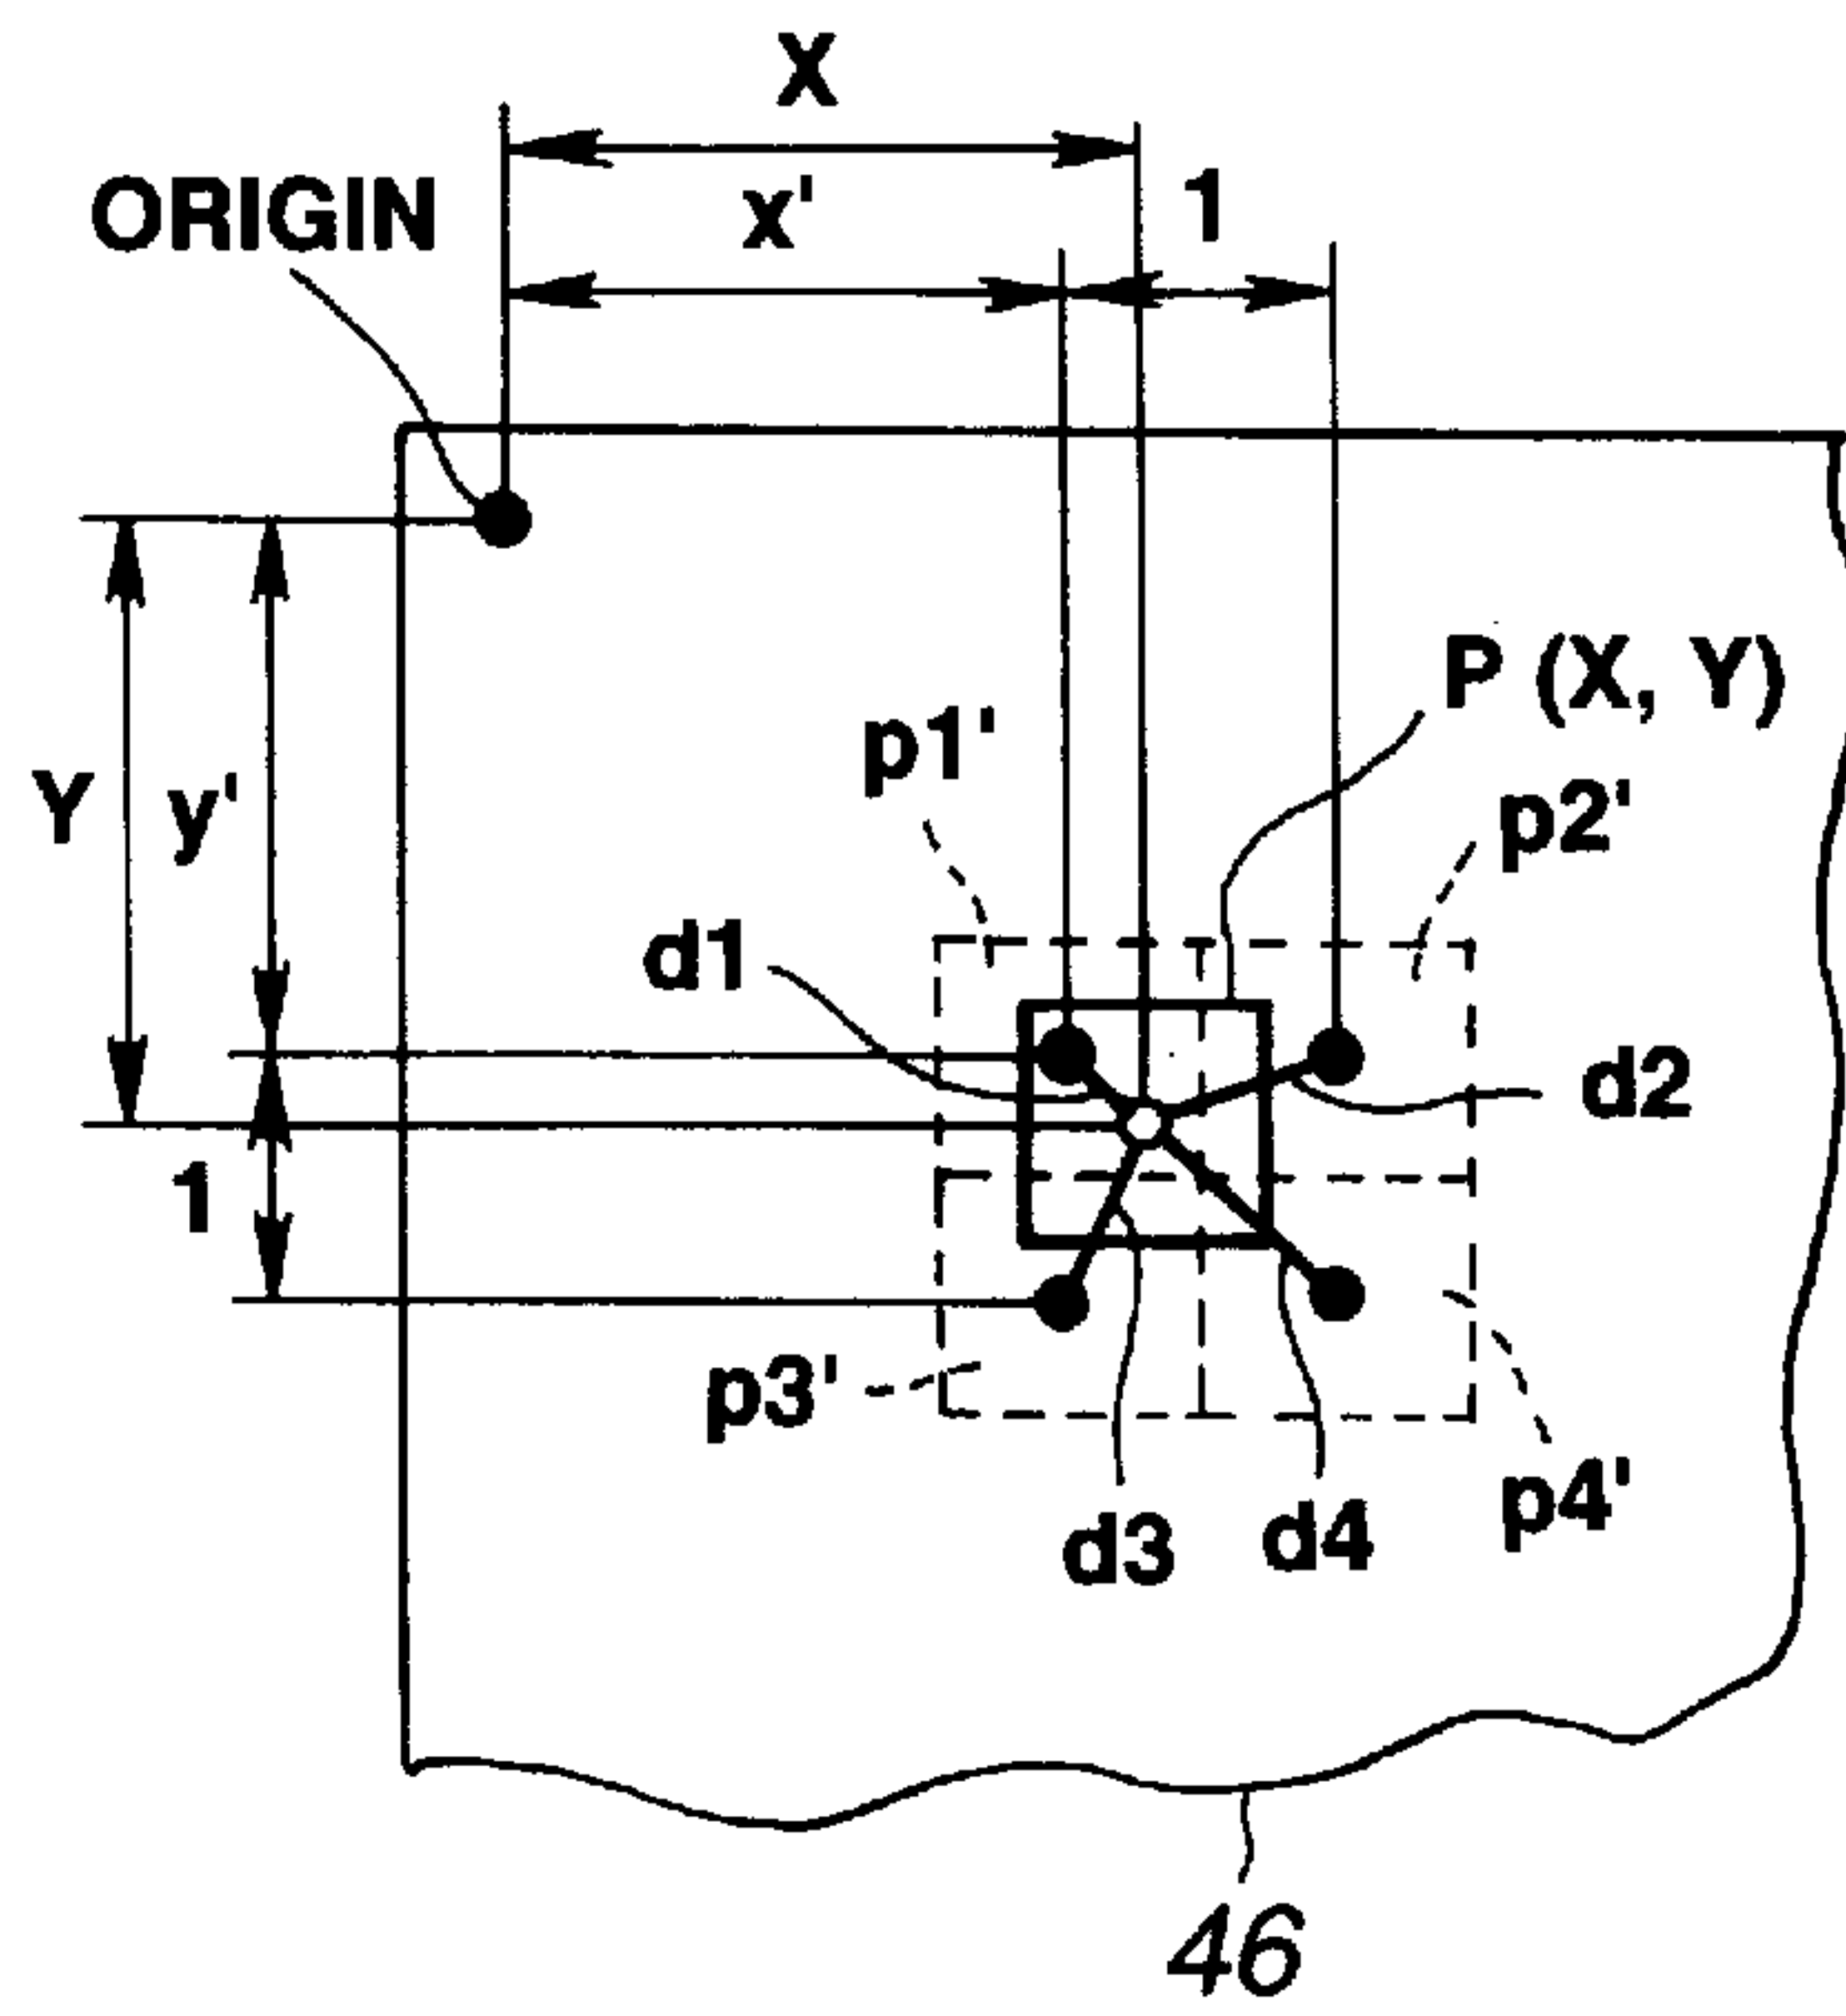 X
ORIGIN
x'
1
P (X, Y)
p1'
p2'
Y
y'
d1
d2
1
p3'
p4'
d3
d4
46